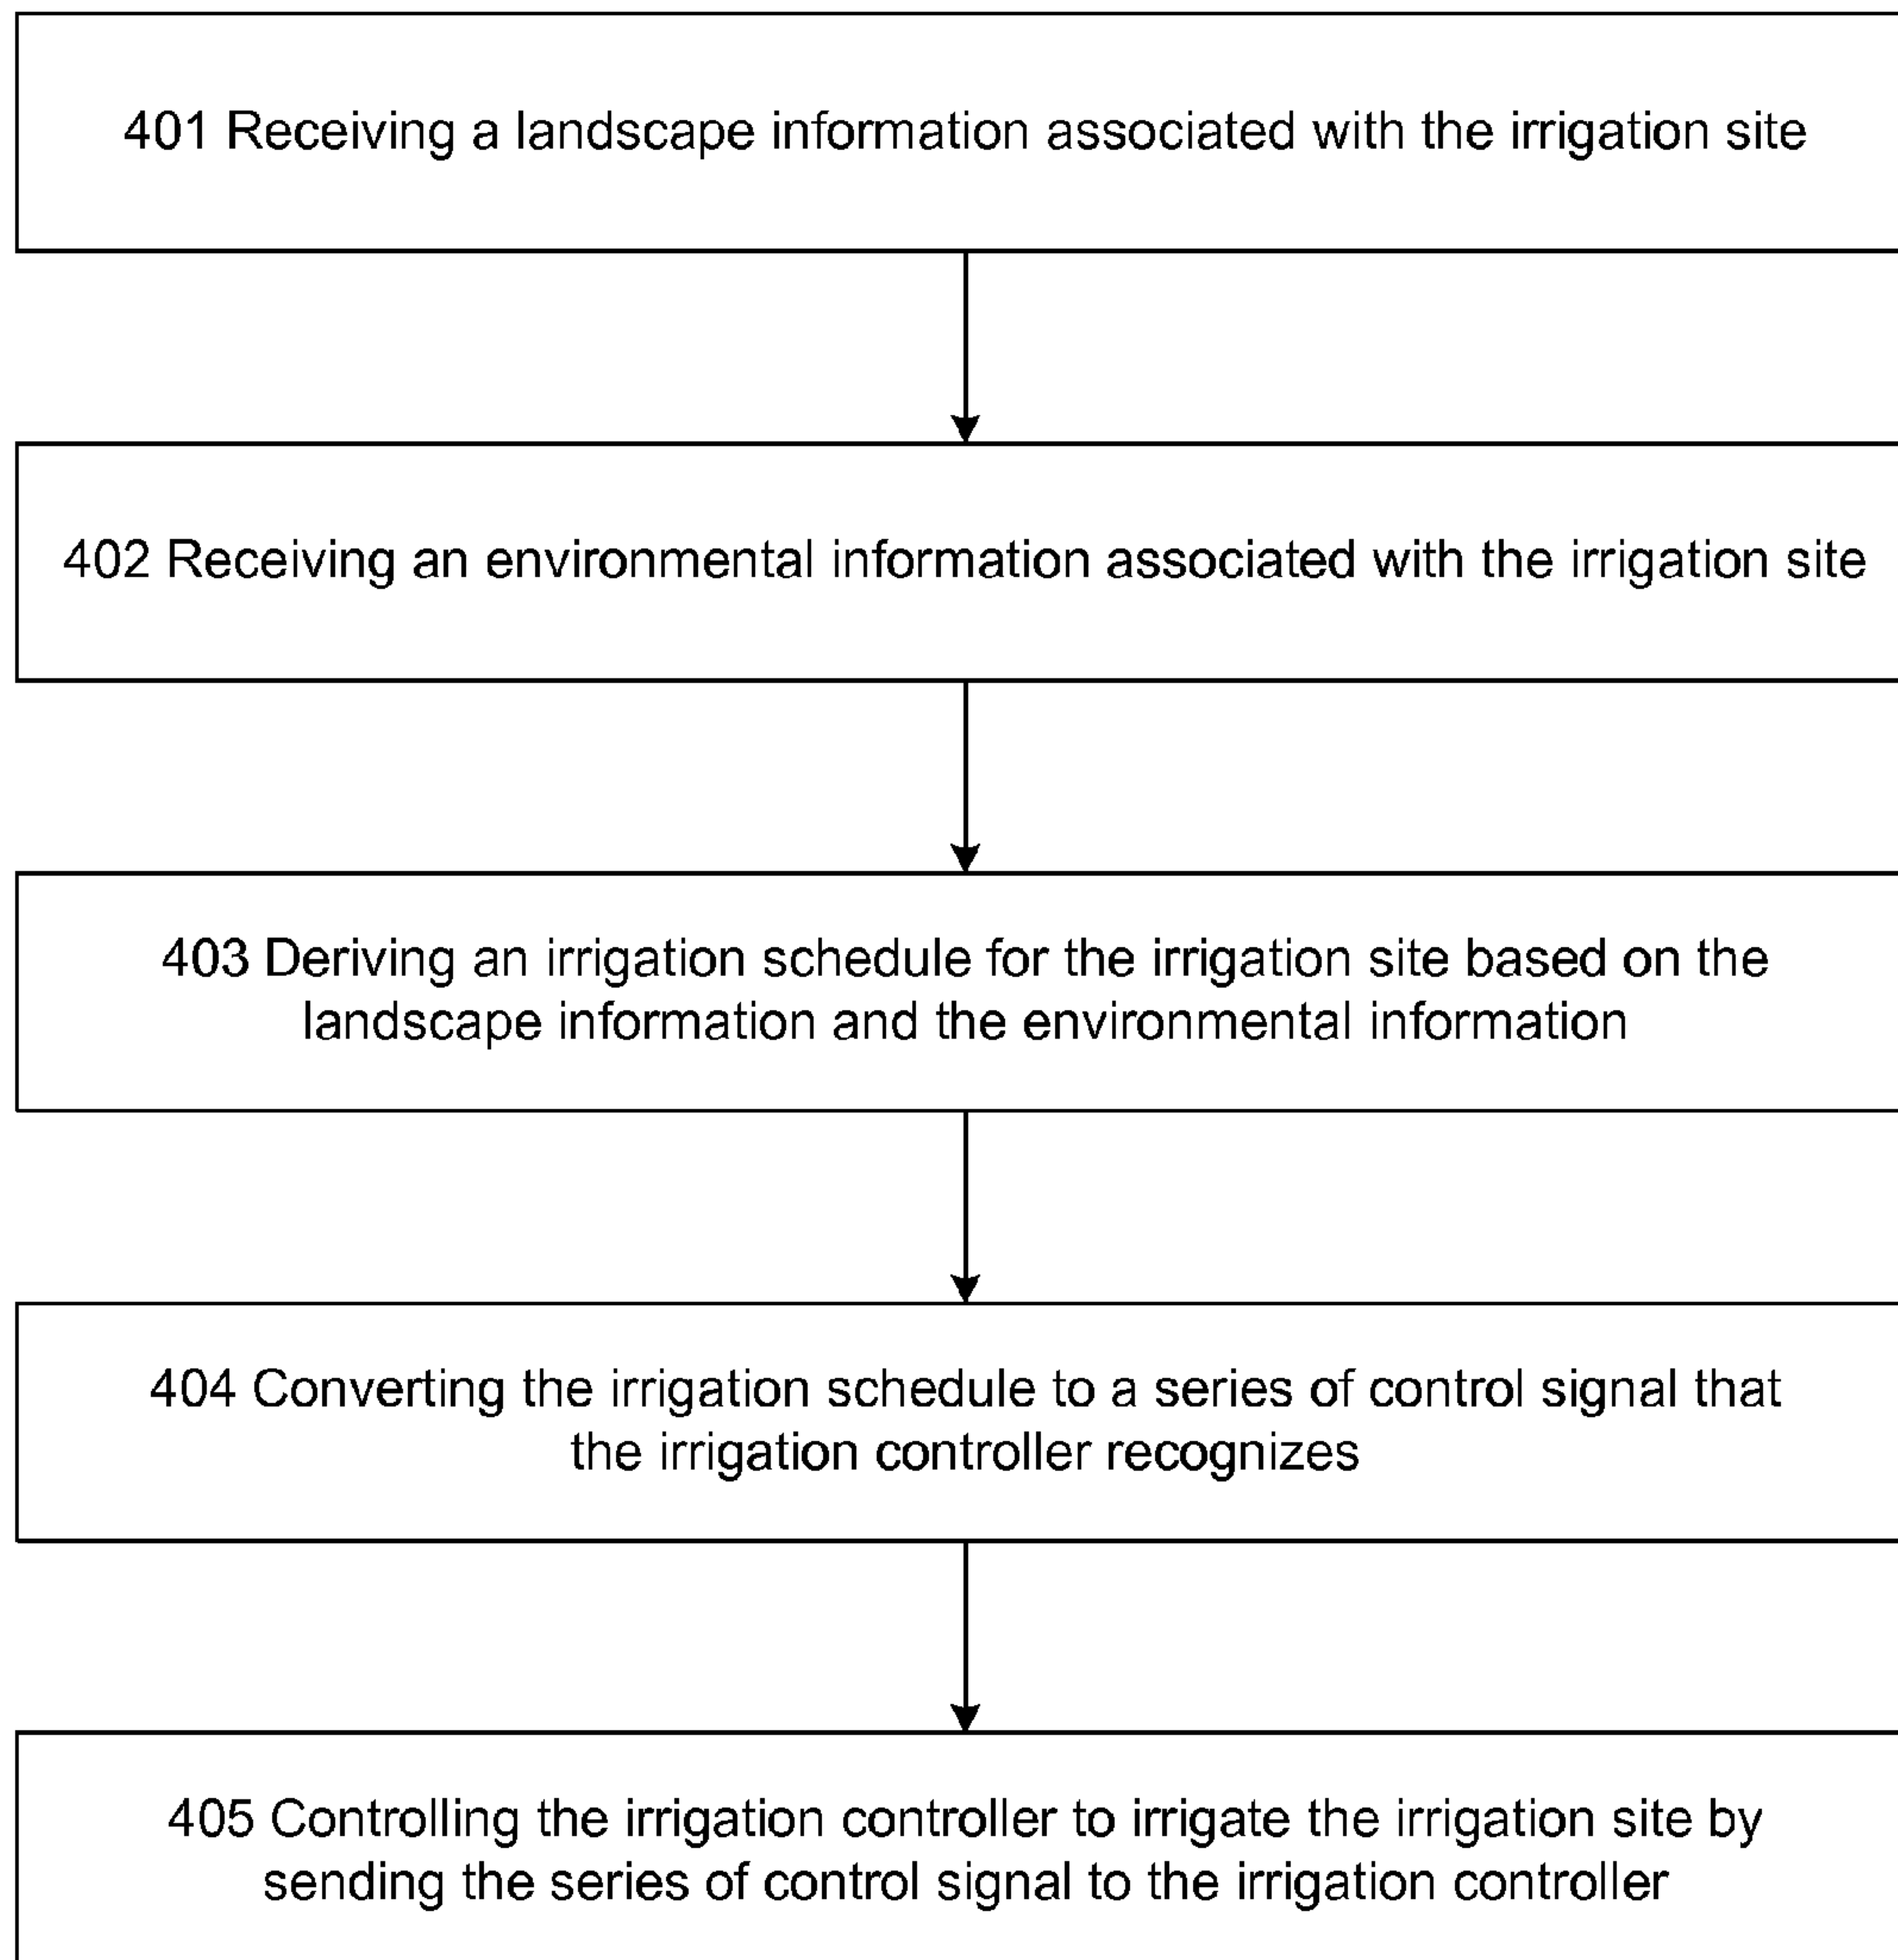 401 Receiving a landscape information associated with the irrigation site
402 Receiving an environmental information associated with the irrigation site
403 Deriving an irrigation schedule for the irrigation site based on the
landscape information and the environmental information
404 Converting the irrigation schedule to a series of control signal that
the irrigation controller recognizes
405 Controlling the irrigation controller to irrigate the irrigation site by
sending the series of control signal to the irrigation controller